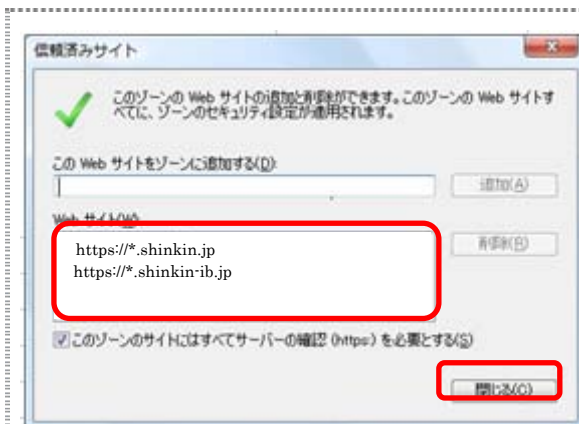 信頼済みサイト
このゾーンの Web サイトの追加と削除ができます。このゾーンの Web サイトす
べてに、ゾーンのセキュリティ設定が適用されます。
この Web サイトをゾーンに追加する(D):
追加(A)
Web サイト(W):
削除(R)
https://*.shinkin.jp
https://*.shinkin-ib.jp
このゾーンのサイトにはすべてサーバーの確認 (https:) を必要とする(S)
閉じる(C)